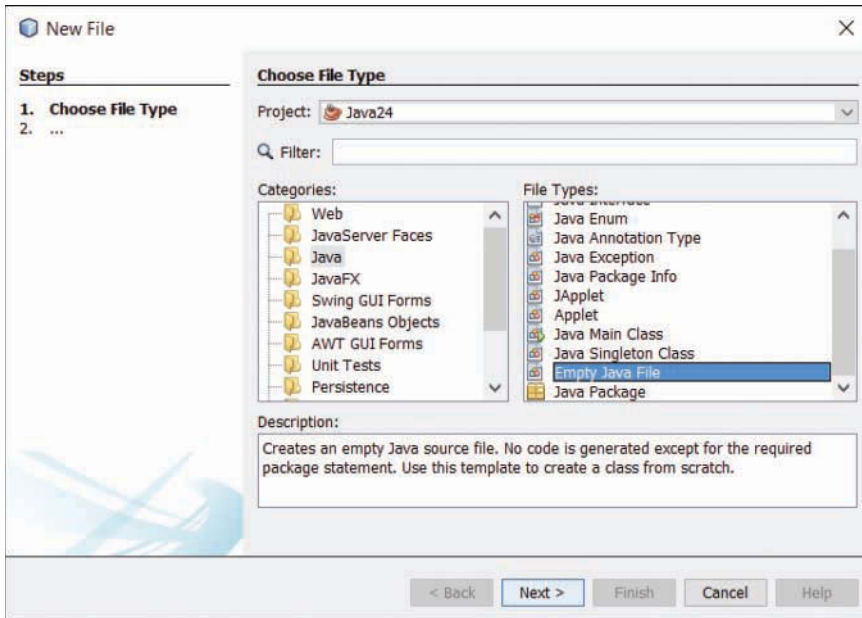 New File
Steps
1. Choose File Type
2. ...
Choose File Type
Project: Java24
Filter:
Categories:
Web
JavaServer Faces
Java
JavaFX
Swing GUI Forms
JavaBeans Objects
AWT GUI Forms
Unit Tests
Persistence
File Types:
Java Interface
Java Enum
Java Annotation Type
Java Exception
Java Package Info
JApplet
Applet
Java Main Class
Java Singleton Class
Empty Java File
Java Package
Description:
Creates an empty Java source file. No code is generated except for the required
package statement. Use this template to create a class from scratch.
< Back
Next >
Finish
Cancel
Help